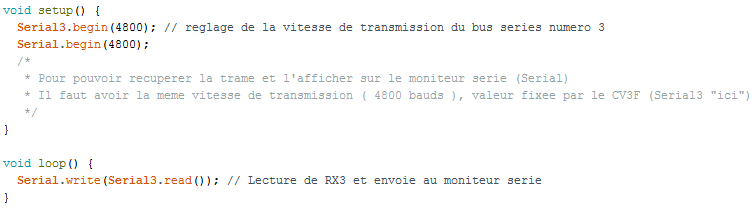 void setup() {
  Serial3.begin(4800); // reglage de la vitesse de transmission du bus series numero 3
  Serial.begin(4800);
  /*
   * Pour pouvoir recuperer la trame et l'afficher sur le moniteur serie (Serial)
   * Il faut avoir la meme vitesse de transmission ( 4800 bauds ), valeur fixee par le CV3F (Serial3 "ici")
   */
}

void loop() {
  Serial.write(Serial3.read()); // Lecture de RX3 et envoie au moniteur serie
}